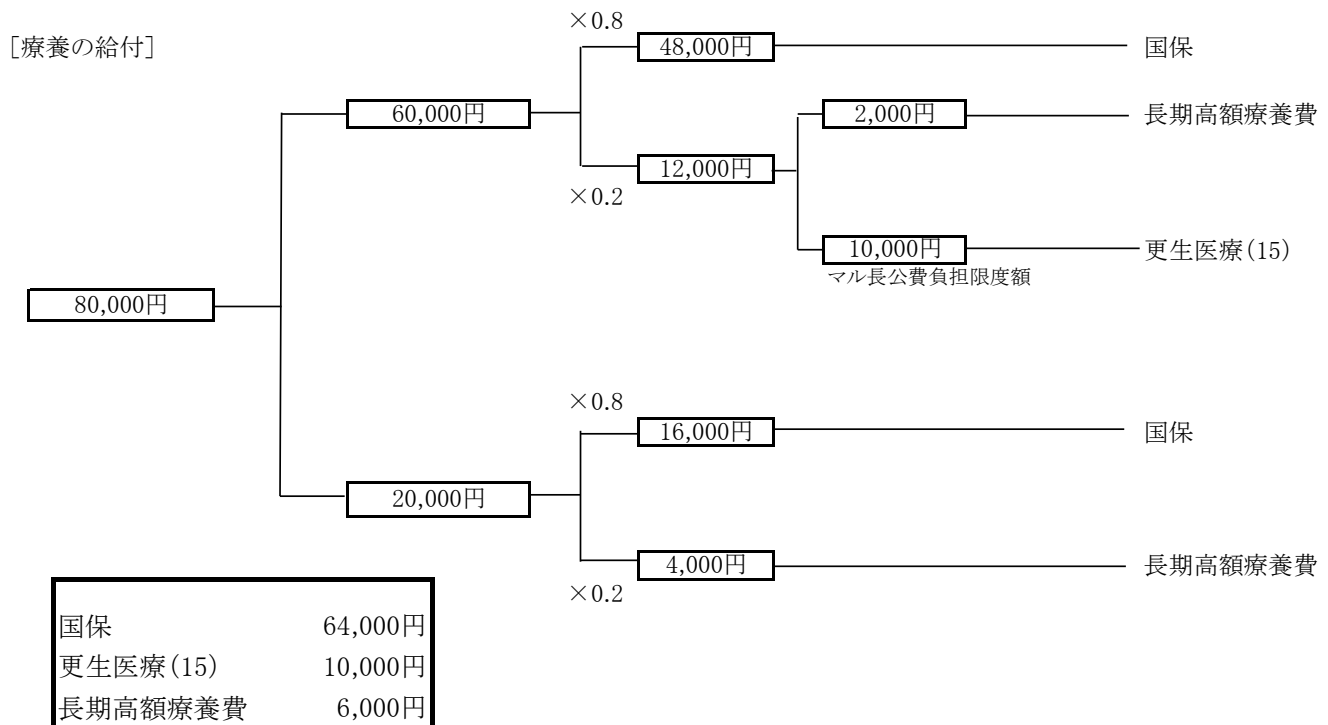 ×0.8
[療養の給付]
48,000円
国保
60,000円
2,000円
長期高額療養費
12,000円
×0.2
10,000円
更生医療(15)
マル長公費負担限度額
80,000円
×0.8
16,000円
国保
20,000円
4,000円
長期高額療養費
×0.2
国保 64,000円
更生医療(15) 10,000円
長期高額療養費 6,000円